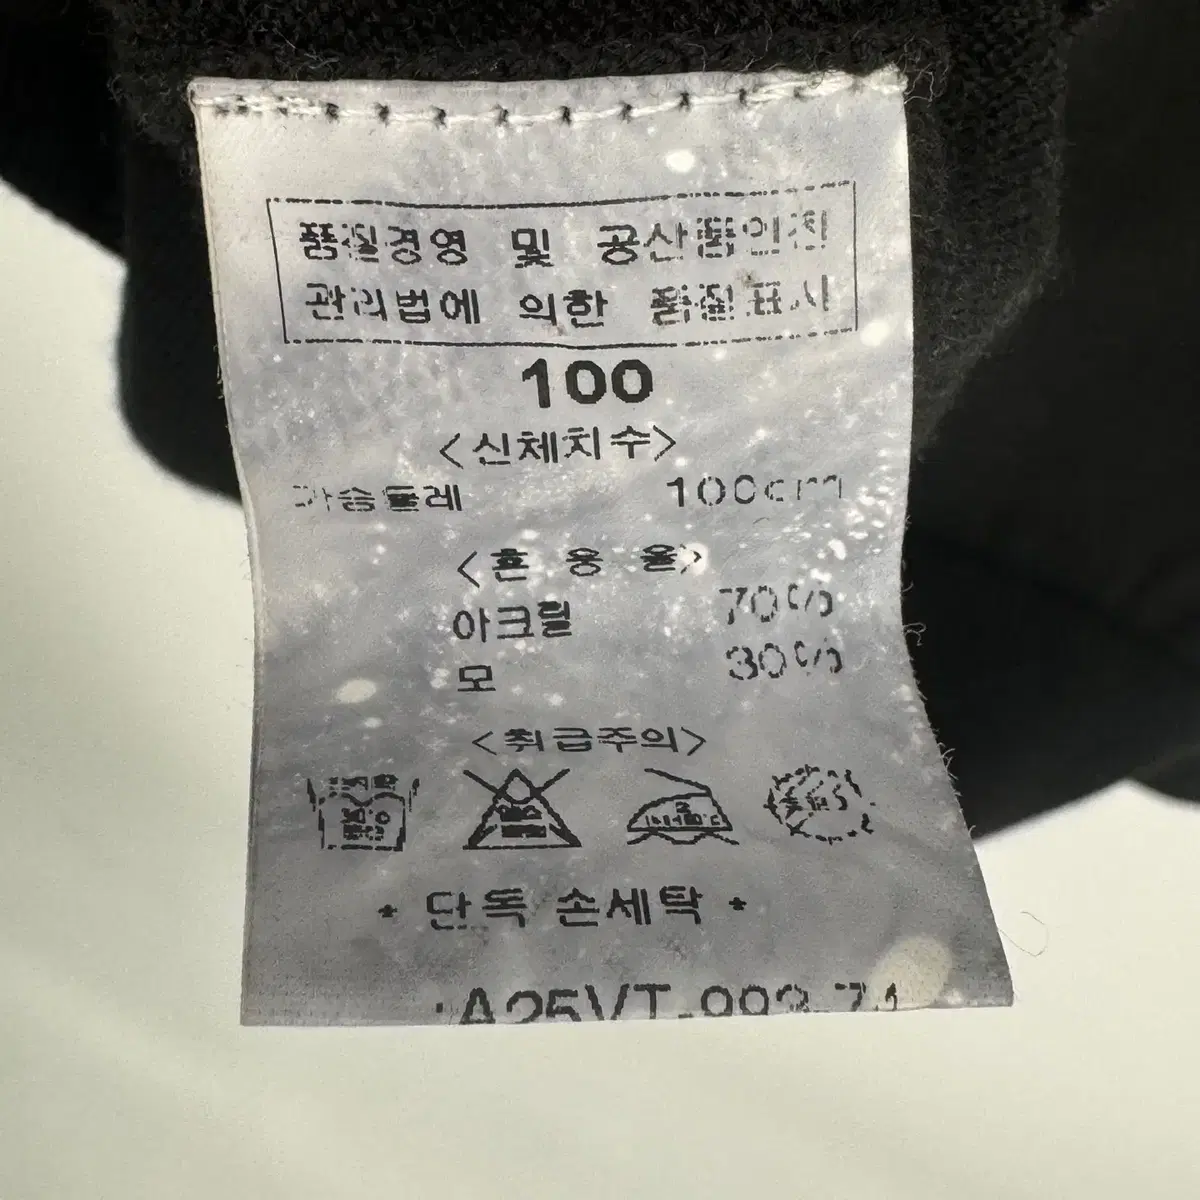 품질경영 및 공산품안전
관리법에 의한 품질표시
100
<신체치수>
가슴둘레 100cm
<혼 용 율>
아크릴 70%
모 30%
<취급주의>
* 단독 손세탁 *